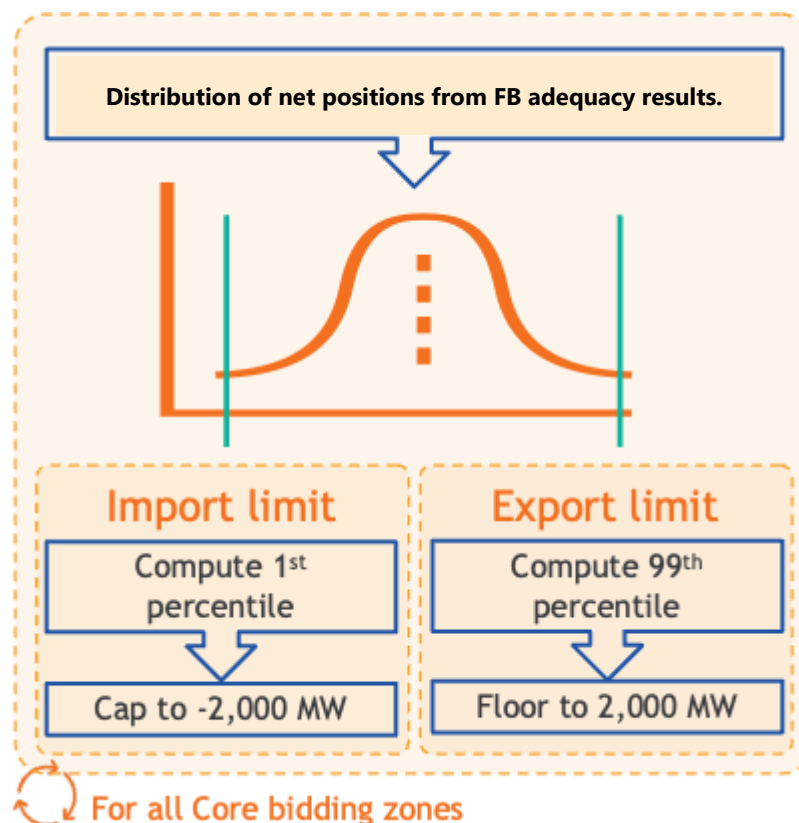 Distribution of net positions from FB adequacy results.
Import limit
Export limit
Compute 1st
percentile
Compute 99th
percentile
Cap to -2,000 MW
Floor to 2,000 MW
For all Core bidding zones